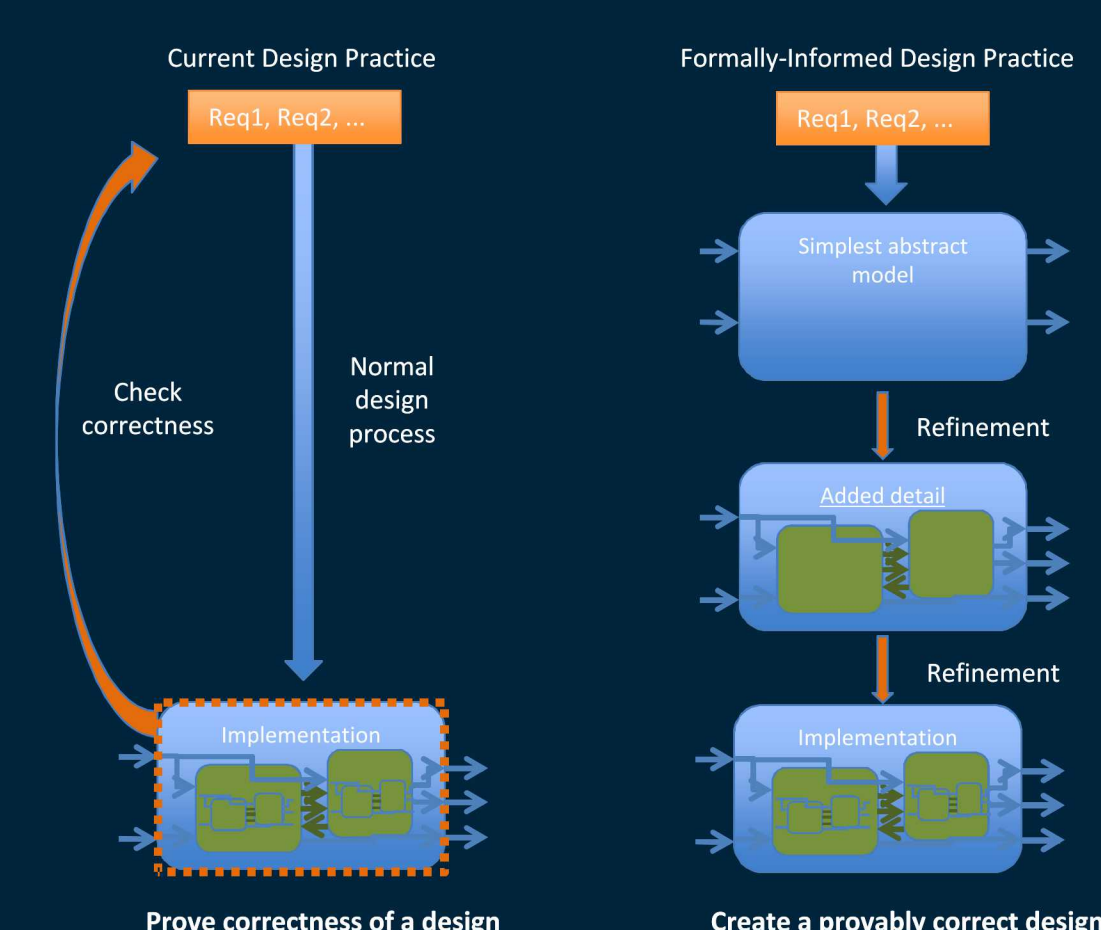 Current Design Practice
Req1, Req2, ...
Check
correctness
Normal
design
process
Implementation
Prove correctness of a design
Formally-Informed Design Practice
Req1, Req2, ...
Simplest abstract
model
Refinement
Added detail
Refinement
Implementation
Create a provably correct design